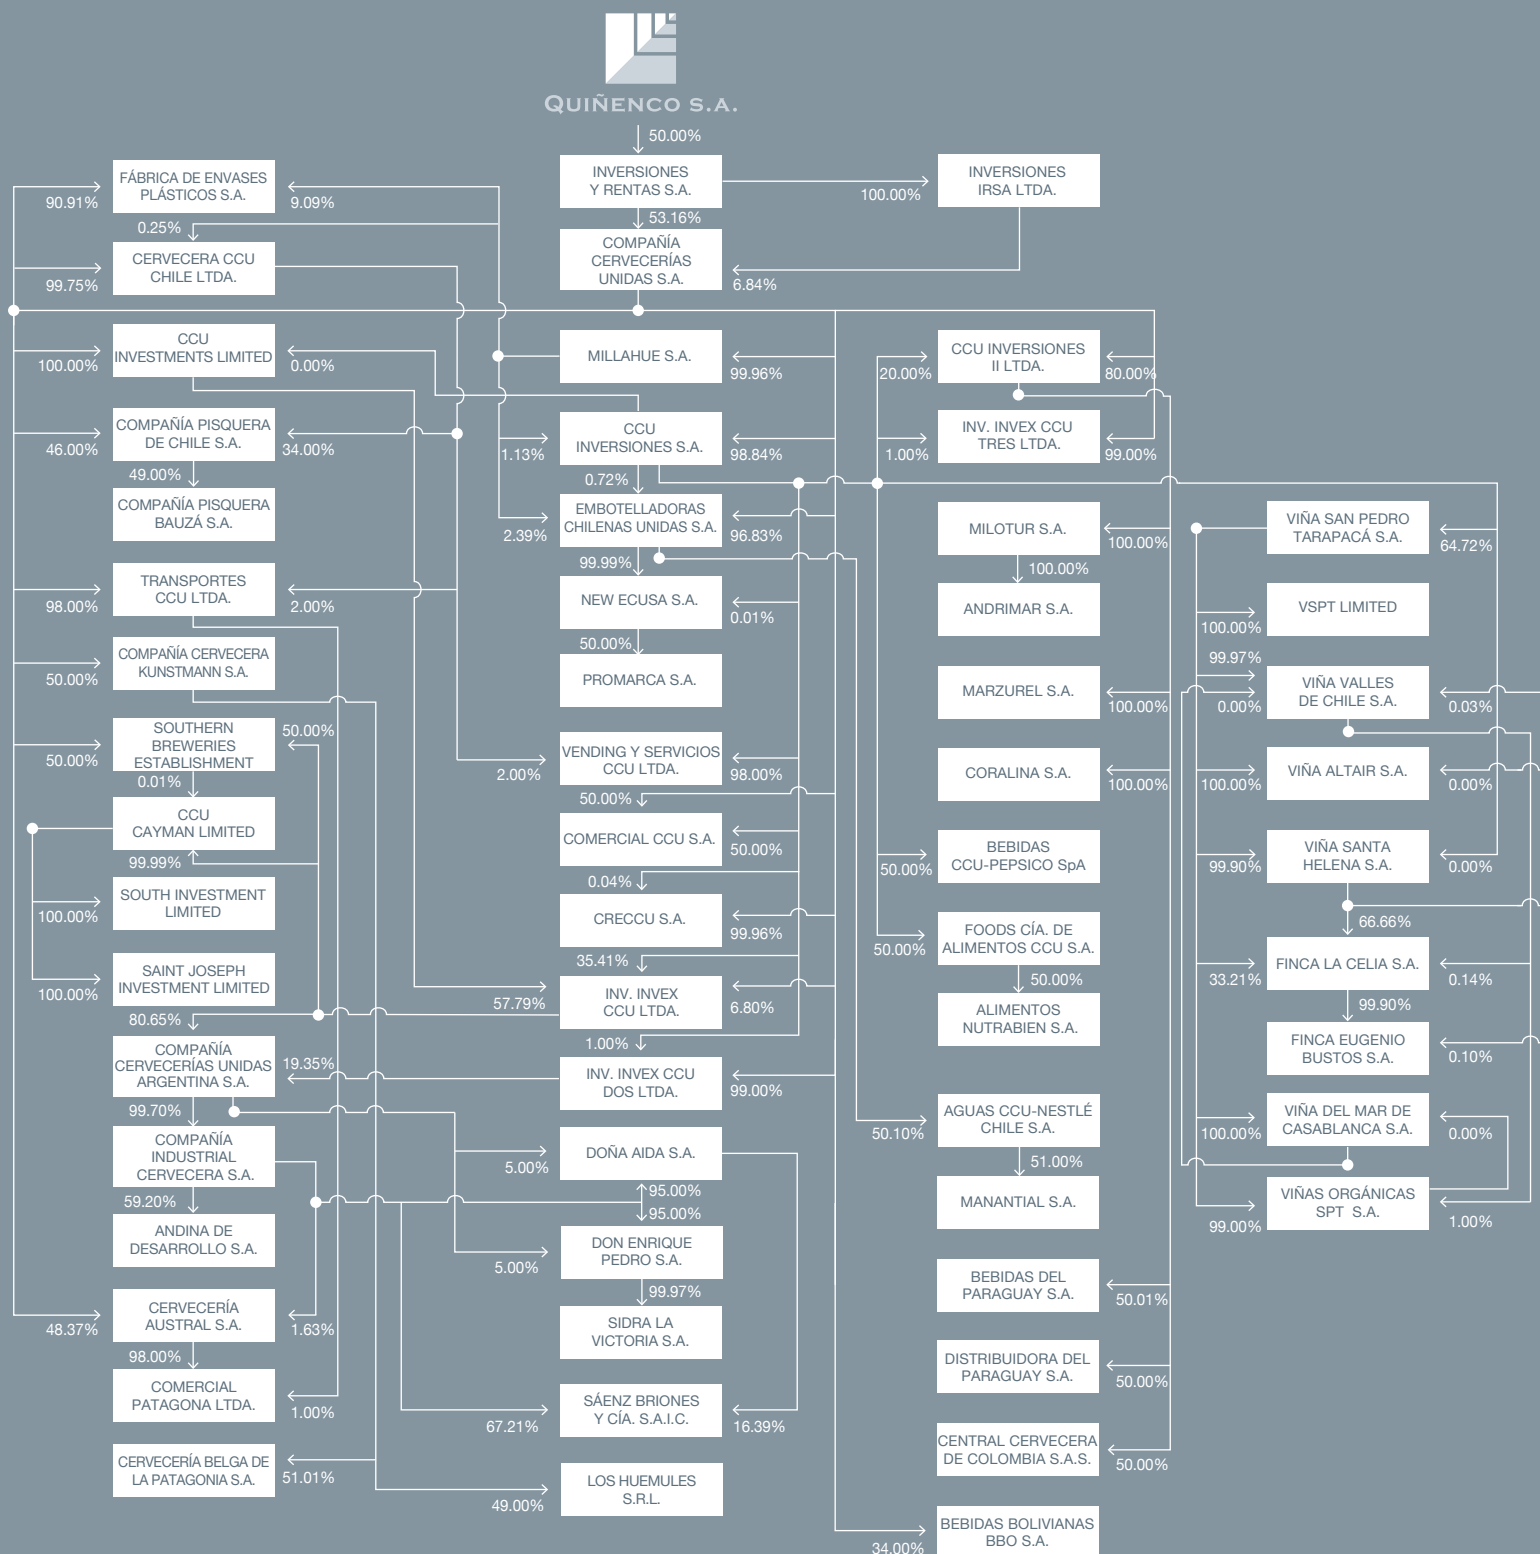 QUIÑENCO S.A.
50.00%
INVERSIONES
Y RENTAS S.A.
100.00%
INVERSIONES
IRSA LTDA.
53.16%
COMPAÑÍA
CERVECERÍAS
UNIDAS S.A.
6.84%
FÁBRICA DE ENVASES
PLÁSTICOS S.A.
90.91%
9.09%
0.25%
CERVECERA CCU
CHILE LTDA.
99.75%
CCU
INVESTMENTS LIMITED
100.00%
0.00%
COMPAÑÍA PISQUERA
DE CHILE S.A.
46.00%
34.00%
49.00%
COMPAÑÍA PISQUERA
BAUZÁ S.A.
TRANSPORTES
CCU LTDA.
98.00%
2.00%
COMPAÑÍA CERVECERA
KUNSTMANN S.A.
50.00%
SOUTHERN
BREWERIES
ESTABLISHMENT
50.00%
50.00%
0.01%
CCU
CAYMAN LIMITED
99.99%
SOUTH INVESTMENT
LIMITED
100.00%
SAINT JOSEPH
INVESTMENT LIMITED
100.00%
80.65%
COMPAÑÍA
CERVECERÍAS UNIDAS
ARGENTINA S.A.
19.35%
99.70%
COMPAÑÍA
INDUSTRIAL
CERVECERA S.A.
59.20%
ANDINA DE
DESARROLLO S.A.
CERVECERÍA
AUSTRAL S.A.
48.37%
1.63%
98.00%
COMERCIAL
PATAGONA LTDA.
1.00%
CERVECERÍA BELGA DE
LA PATAGONIA S.A.
51.01%
MILLAHUE S.A.
99.96%
CCU
INVERSIONES S.A.
1.13%
98.84%
0.72%
EMBOTELLADORAS
CHILENAS UNIDAS S.A.
2.39%
96.83%
99.99%
NEW ECUSA S.A.
0.01%
50.00%
PROMARCA S.A.
VENDING Y SERVICIOS
CCU LTDA.
2.00%
98.00%
50.00%
COMERCIAL CCU S.A.
50.00%
0.04%
CRECCU S.A.
99.96%
35.41%
INV. INVEX
CCU LTDA.
57.79%
6.80%
1.00%
INV. INVEX CCU
DOS LTDA.
99.00%
DOÑA AIDA S.A.
5.00%
95.00%
95.00%
DON ENRIQUE
PEDRO S.A.
5.00%
99.97%
SIDRA LA
VICTORIA S.A.
SÁENZ BRIONES
Y CÍA. S.A.I.C.
67.21%
16.39%
LOS HUEMULES
S.R.L.
49.00%
CCU INVERSIONES
II LTDA.
20.00%
80.00%
INV. INVEX CCU
TRES LTDA.
1.00%
99.00%
MILOTUR S.A.
100.00%
100.00%
ANDRIMAR S.A.
MARZUREL S.A.
100.00%
CORALINA S.A.
100.00%
BEBIDAS
CCU-PEPSICO SpA
50.00%
FOODS CÍA. DE
ALIMENTOS CCU S.A.
50.00%
50.00%
ALIMENTOS
NUTRABIEN S.A.
AGUAS CCU-NESTLÉ
CHILE S.A.
50.10%
51.00%
MANANTIAL S.A.
BEBIDAS DEL
PARAGUAY S.A.
50.01%
DISTRIBUIDORA DEL
PARAGUAY S.A.
50.00%
CENTRAL CERVECERA
DE COLOMBIA S.A.S.
50.00%
BEBIDAS BOLIVIANAS
BBO S.A.
34.00%
VIÑA SAN PEDRO
TARAPACÁ S.A.
64.72%
VSPT LIMITED
100.00%
99.97%
VIÑA VALLES
DE CHILE S.A.
0.00%
0.03%
VIÑA ALTAIR S.A.
100.00%
0.00%
VIÑA SANTA
HELENA S.A.
99.90%
0.00%
66.66%
FINCA LA CELIA S.A.
33.21%
0.14%
99.90%
FINCA EUGENIO
BUSTOS S.A.
0.10%
VIÑA DEL MAR DE
CASABLANCA S.A.
100.00%
0.00%
VIÑAS ORGÁNICAS
SPT S.A.
99.00%
1.00%